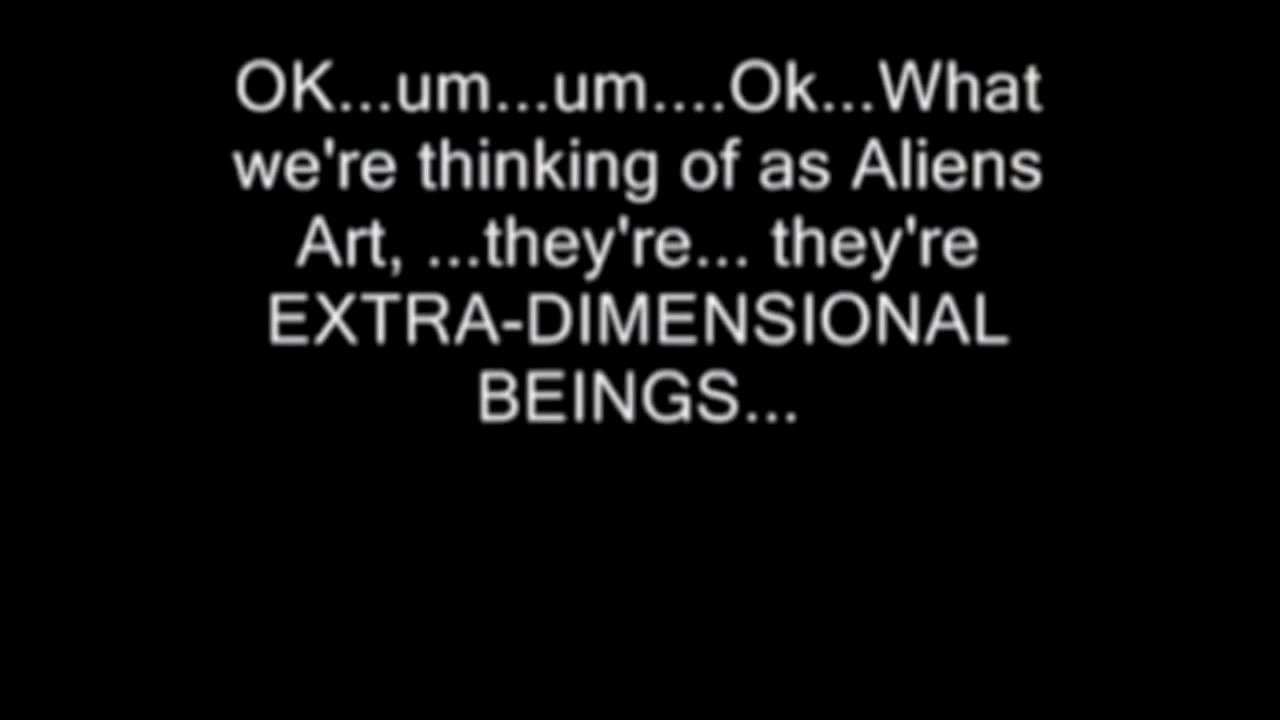 OK...um...um....Ok...What
we're thinking of as Aliens
Art, ...they're... they're
EXTRA-DIMENSIONAL
BEINGS...